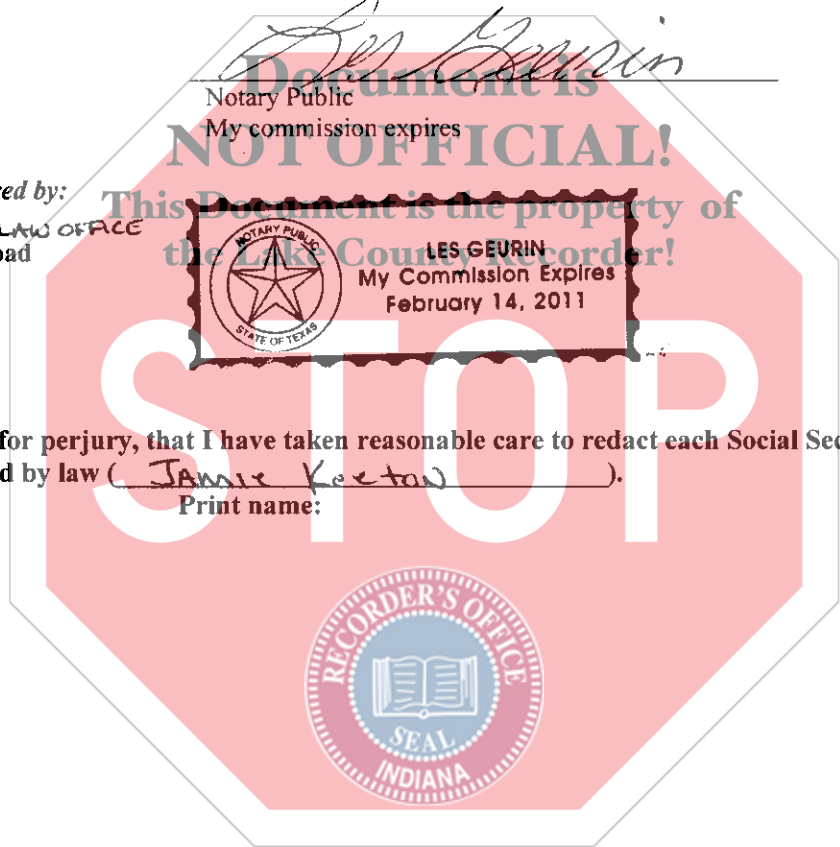 Les Geurin
Document is
Notary Public
My commission expires
NOT OFFICIAL!
ed by:
This Document is the property of
LAW OFFICE
oad
the Lake County Recorder!
NOTARY PUBLIC
STATE OF TEXAS
LES GEURIN
My Commission Expires
February 14, 2011
STOP
for perjury, that I have taken reasonable care to redact each Social Sec
d by law ( Jamie Keeton ).
Print name:
RECORDER'S OFFICE
SEAL
INDIANA